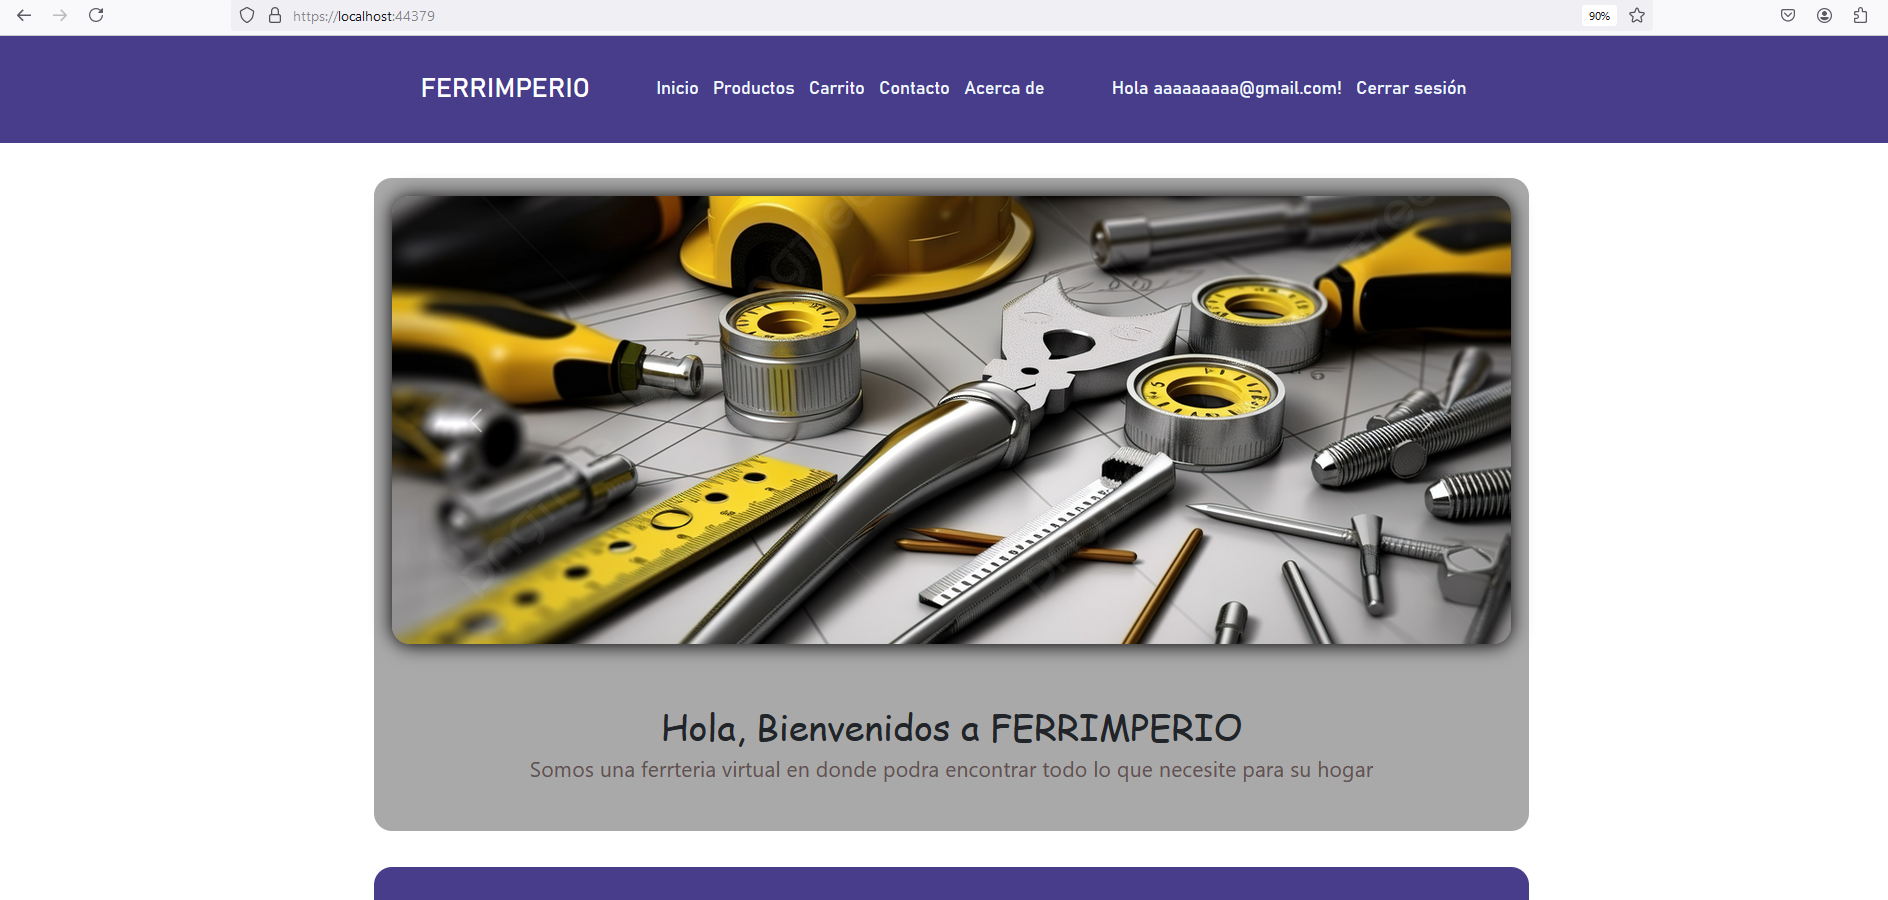 https://localhost:44379
90%
FERRIMPERIO
Inicio Productos Carrito Contacto Acerca de
Hola aaaaaaaaa@gmail.com! Cerrar sesión
Hola, Bienvenidos a FERRIMPERIO
Somos una ferrteria virtual en donde podra encontrar todo lo que necesite para su hogar